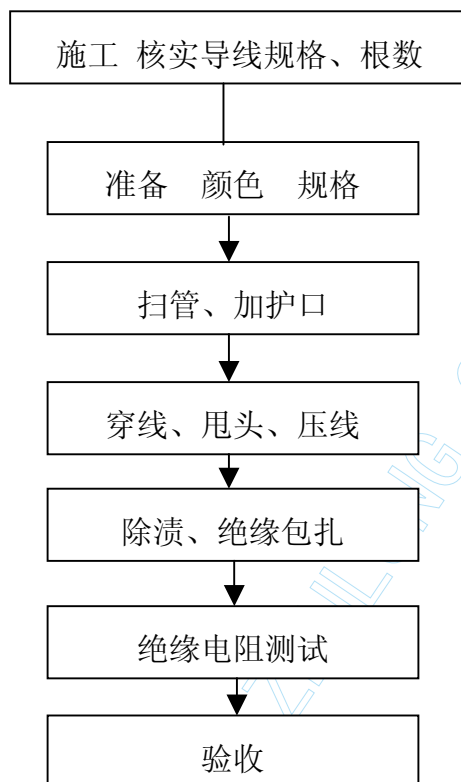 施工 核实导线规格、根数
准备 颜色 规格
扫管、加护口
穿线、甩头、压线
除渍、绝缘包扎
绝缘电阻测试
验收